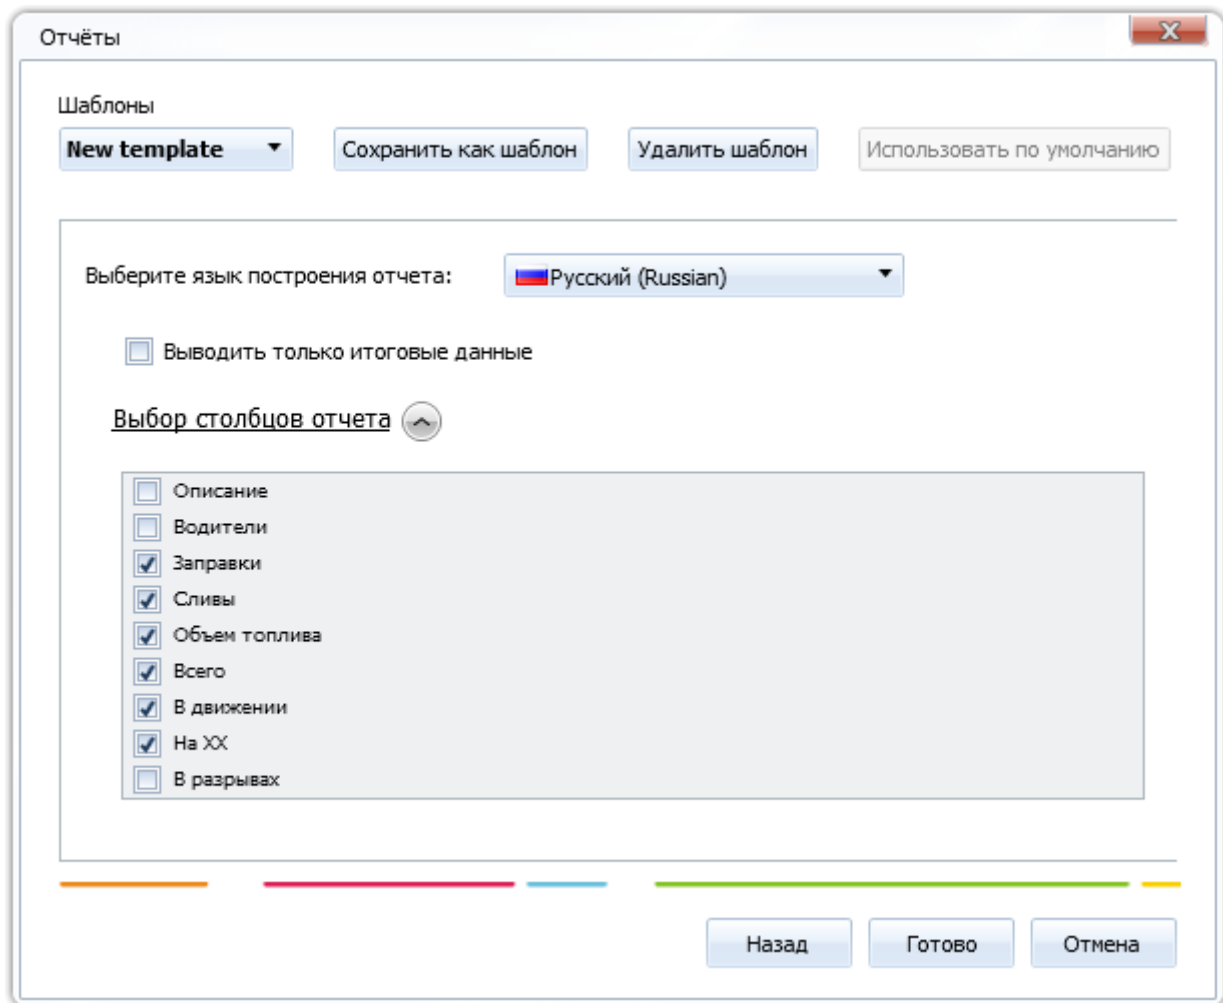 Отчёты
Шаблоны
New template Сохранить как шаблон Удалить шаблон Использовать по умолчанию
Выберите язык построения отчета: Русский (Russian)
Выводить только итоговые данные
Выбор столбцов отчета
Описание
Водители
Заправки
Сливы
Объем топлива
Всего
В движении
На ХХ
В разрывах
Назад Готово Отмена